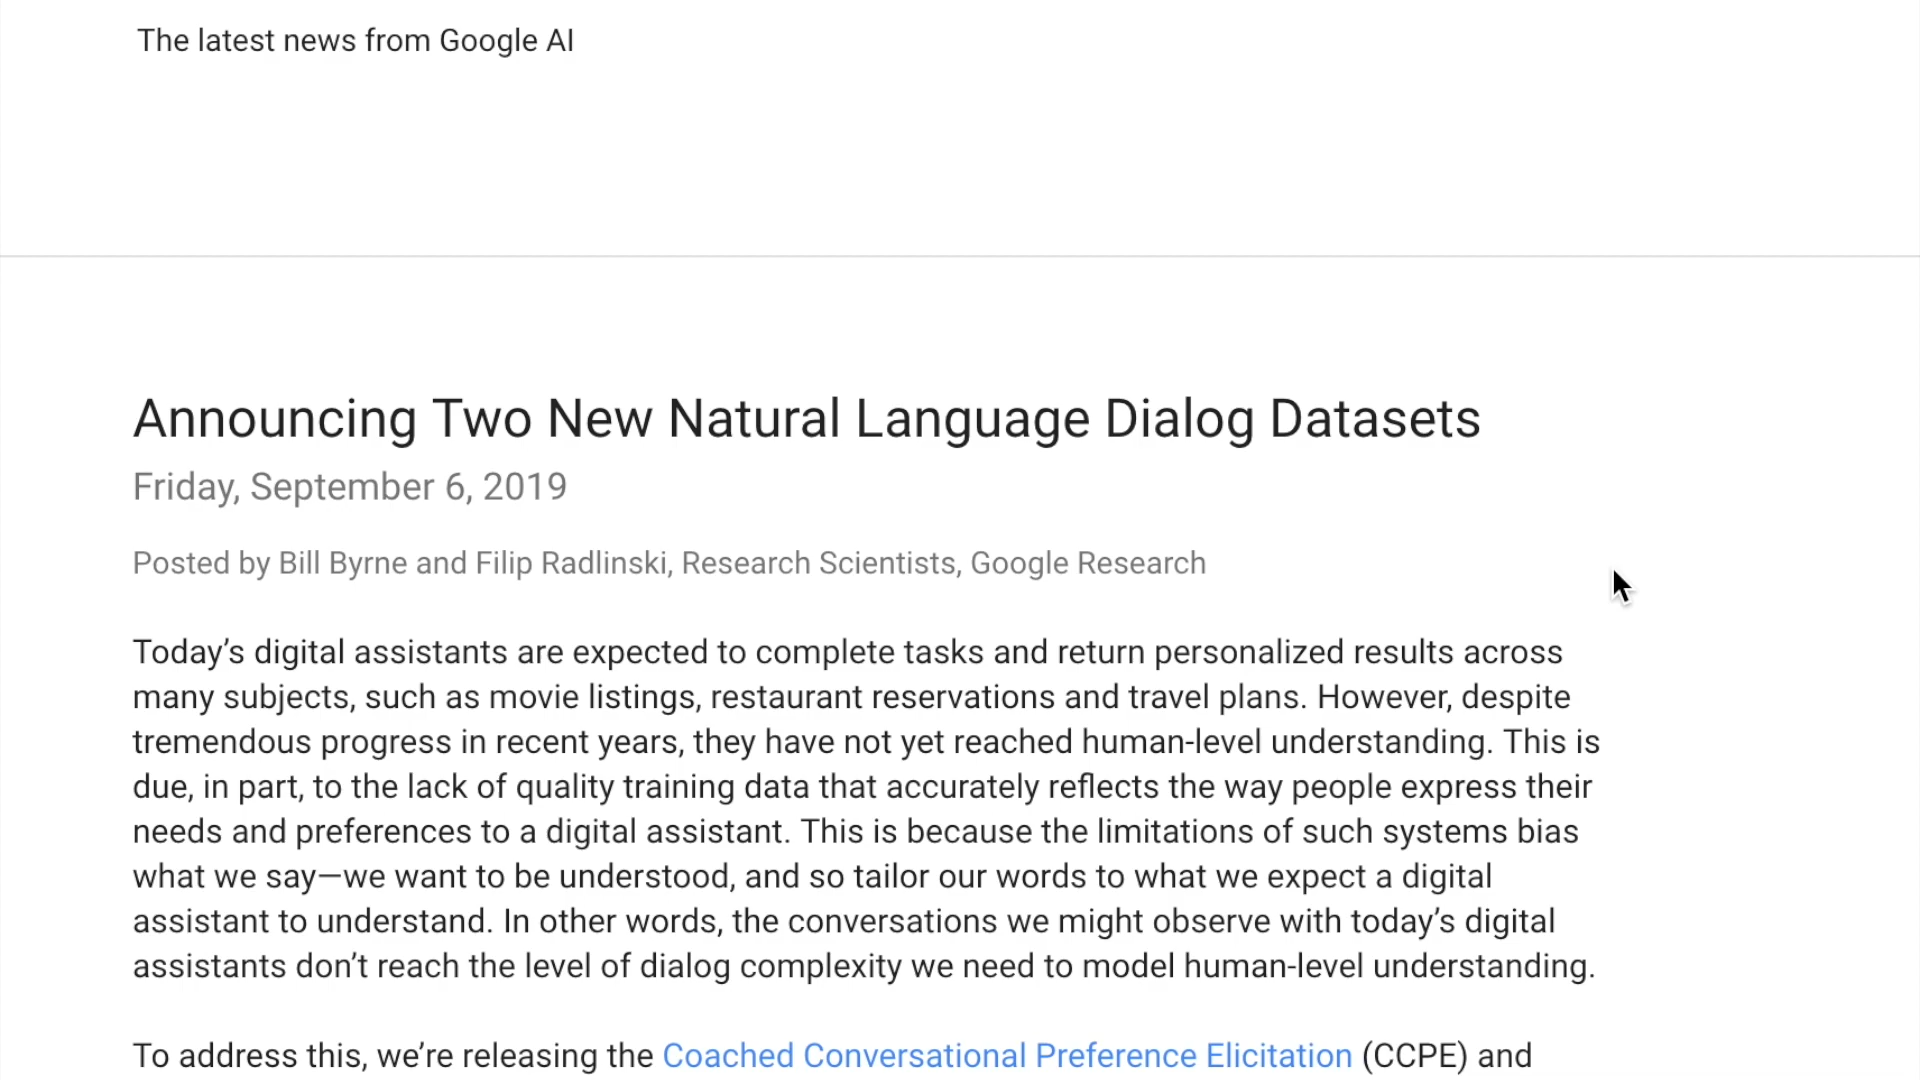 The latest news from Google AI
Announcing Two New Natural Language Dialog Datasets
Friday, September 6, 2019
Posted by Bill Byrne and Filip Radlinski, Research Scientists, Google Research
Today’s digital assistants are expected to complete tasks and return personalized results across
many subjects, such as movie listings, restaurant reservations and travel plans. However, despite
tremendous progress in recent years, they have not yet reached human-level understanding. This is
due, in part, to the lack of quality training data that accurately reflects the way people express their
needs and preferences to a digital assistant. This is because the limitations of such systems bias
what we say—we want to be understood, and so tailor our words to what we expect a digital
assistant to understand. In other words, the conversations we might observe with today’s digital
assistants don’t reach the level of dialog complexity we need to model human-level understanding.
To address this, we’re releasing the Coached Conversational Preference Elicitation (CCPE) and